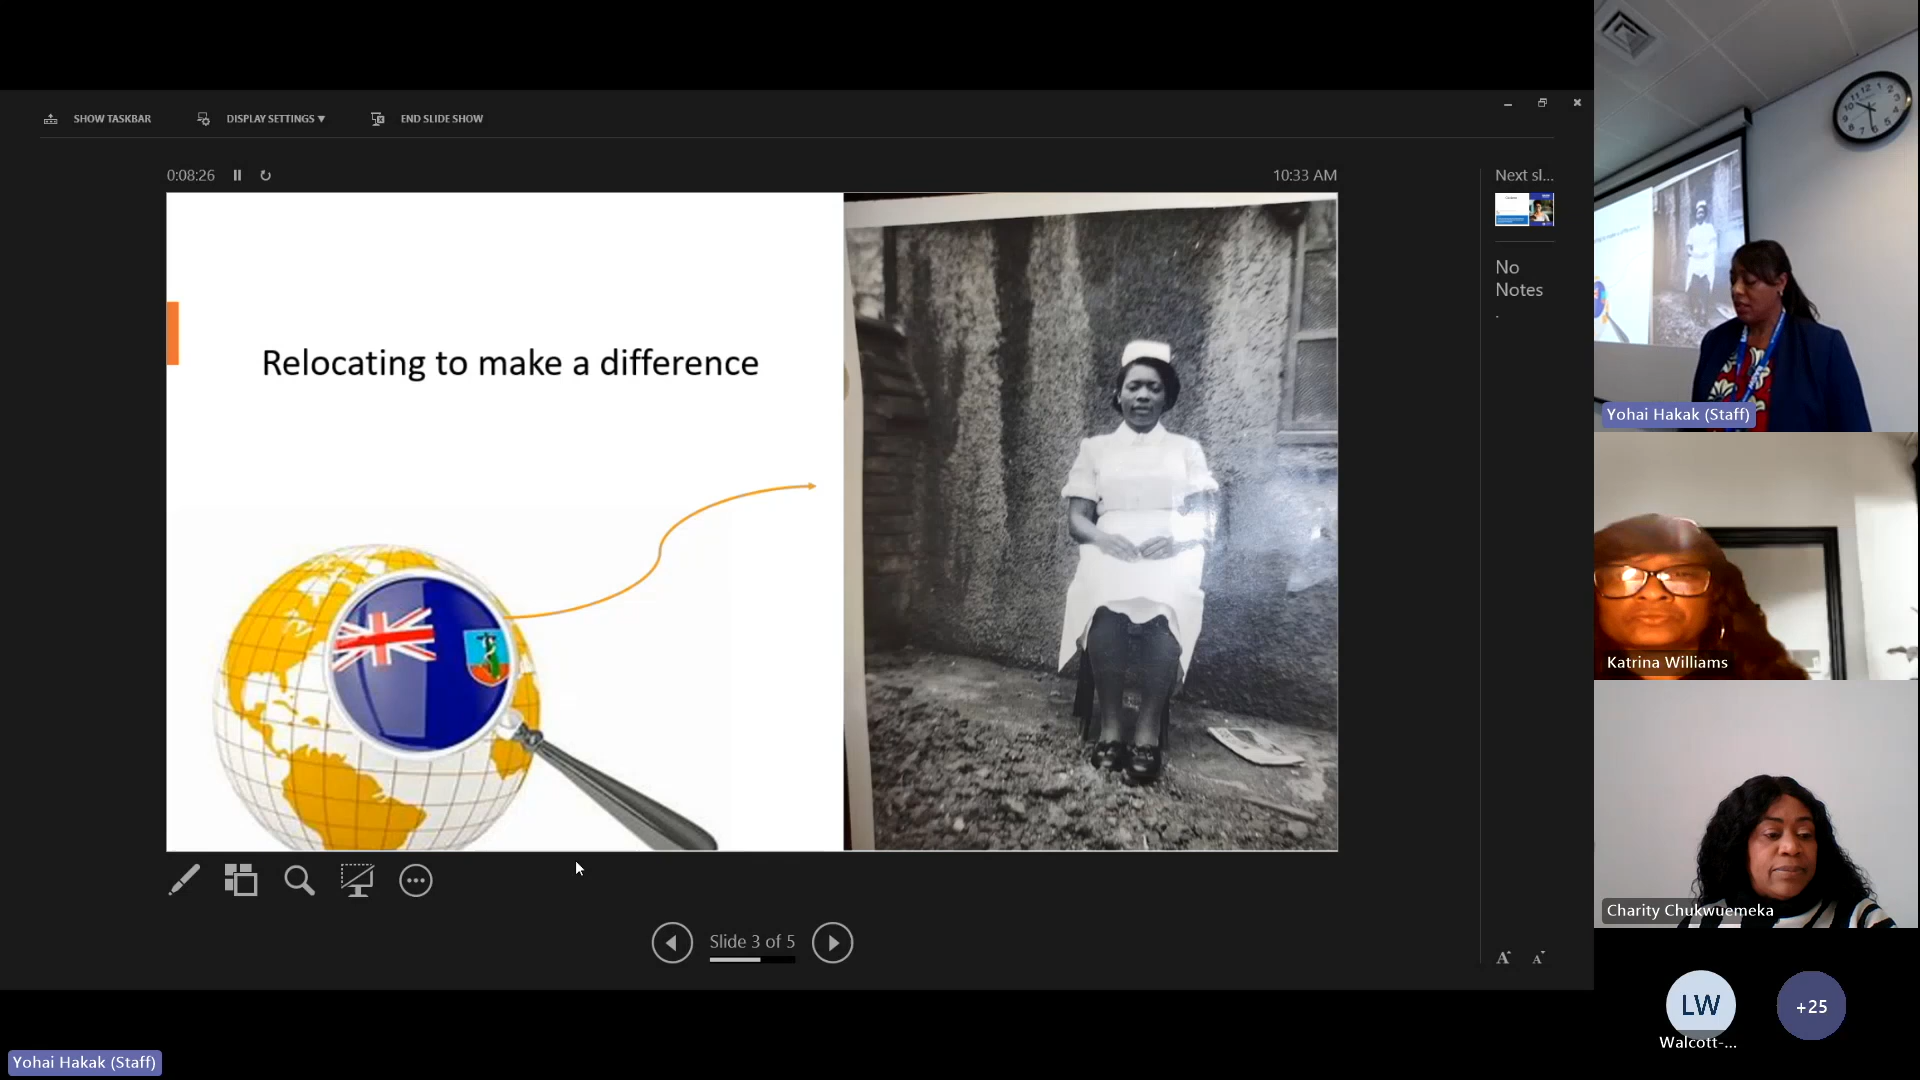 SHOW TASKBAR
DISPLAY SETTINGS ▼
END SLIDE SHOW
0:08:26
10:33 AM
Next sl...
No
Notes
.
Relocating to make a difference
Slide 3 of 5
A A
Yohai Hakak (Staff)
Katrina Williams
Charity Chukwuemeka
LW
+25
Walcott-...
Yohai Hakak (Staff)